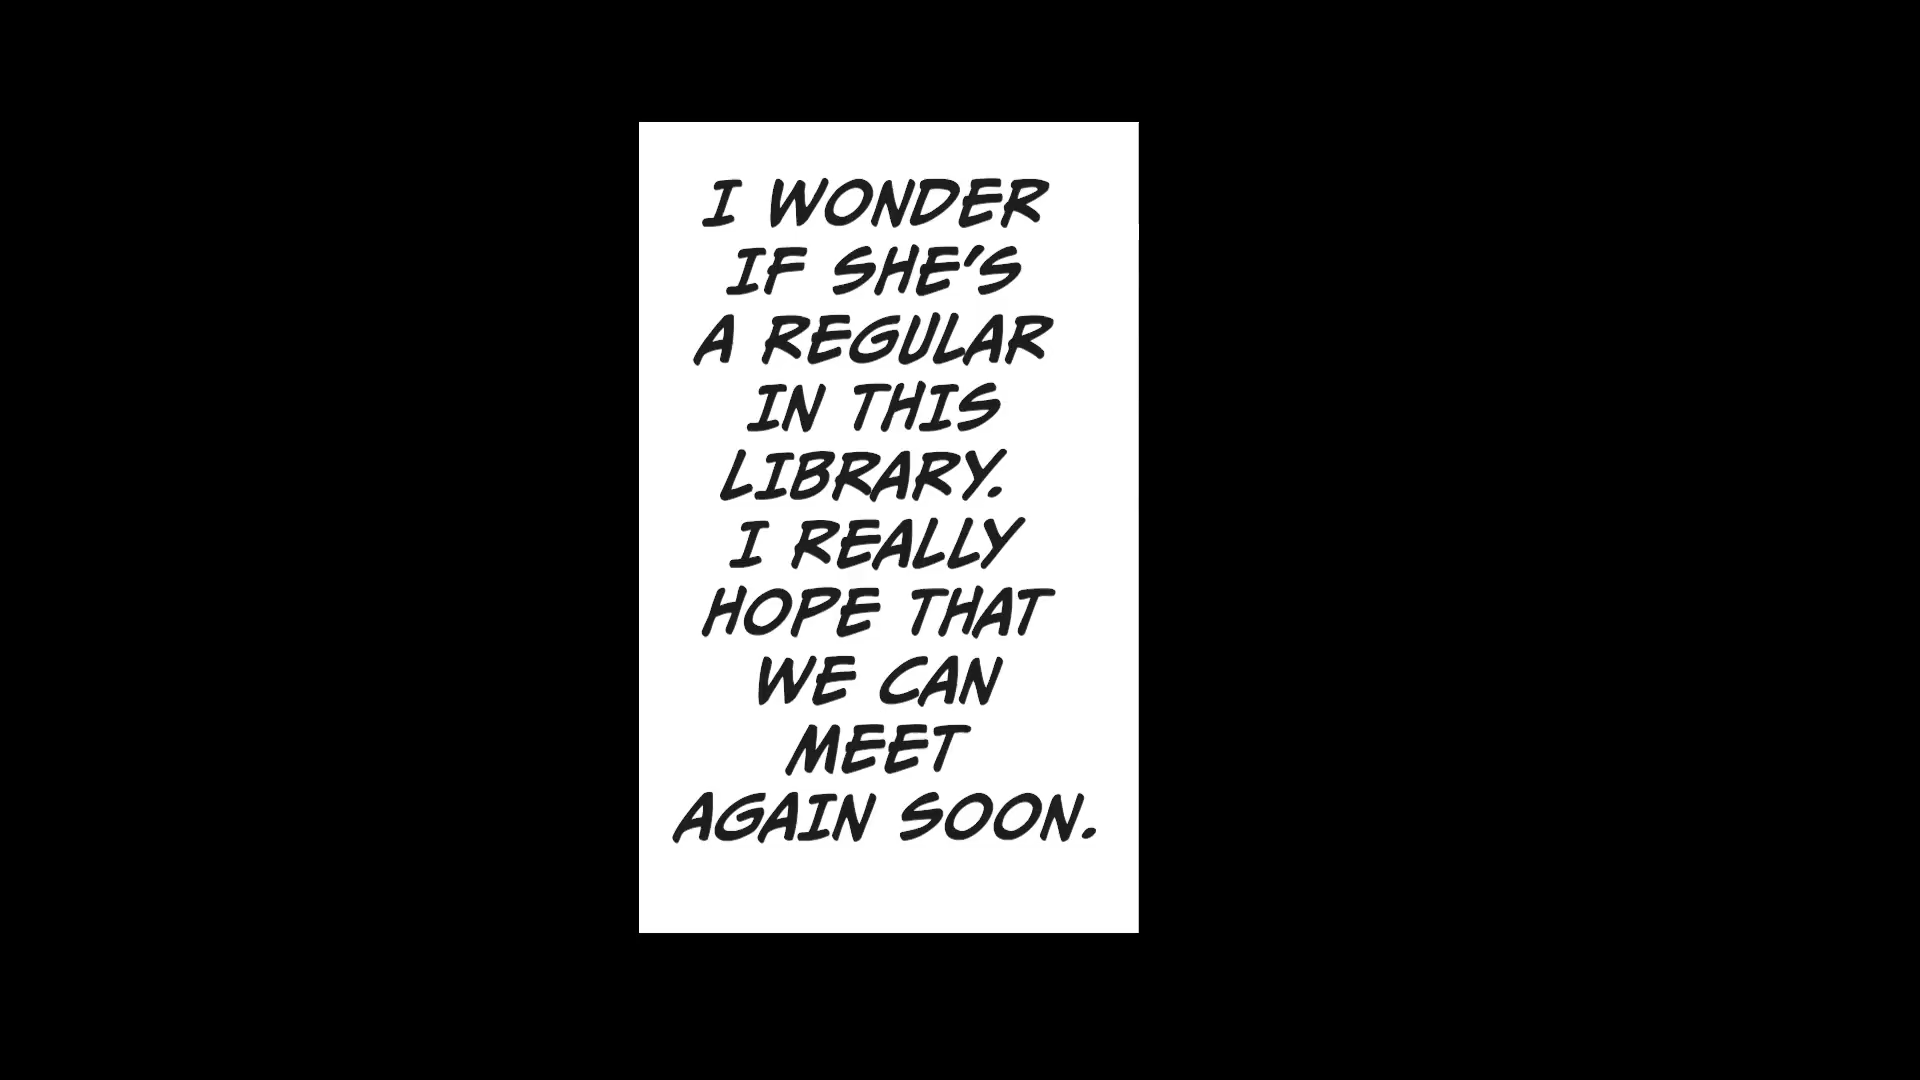 I WONDER
IF SHE'S
A REGULAR
IN THIS
LIBRARY.
I REALLY
HOPE THAT
WE CAN
MEET
AGAIN SOON.